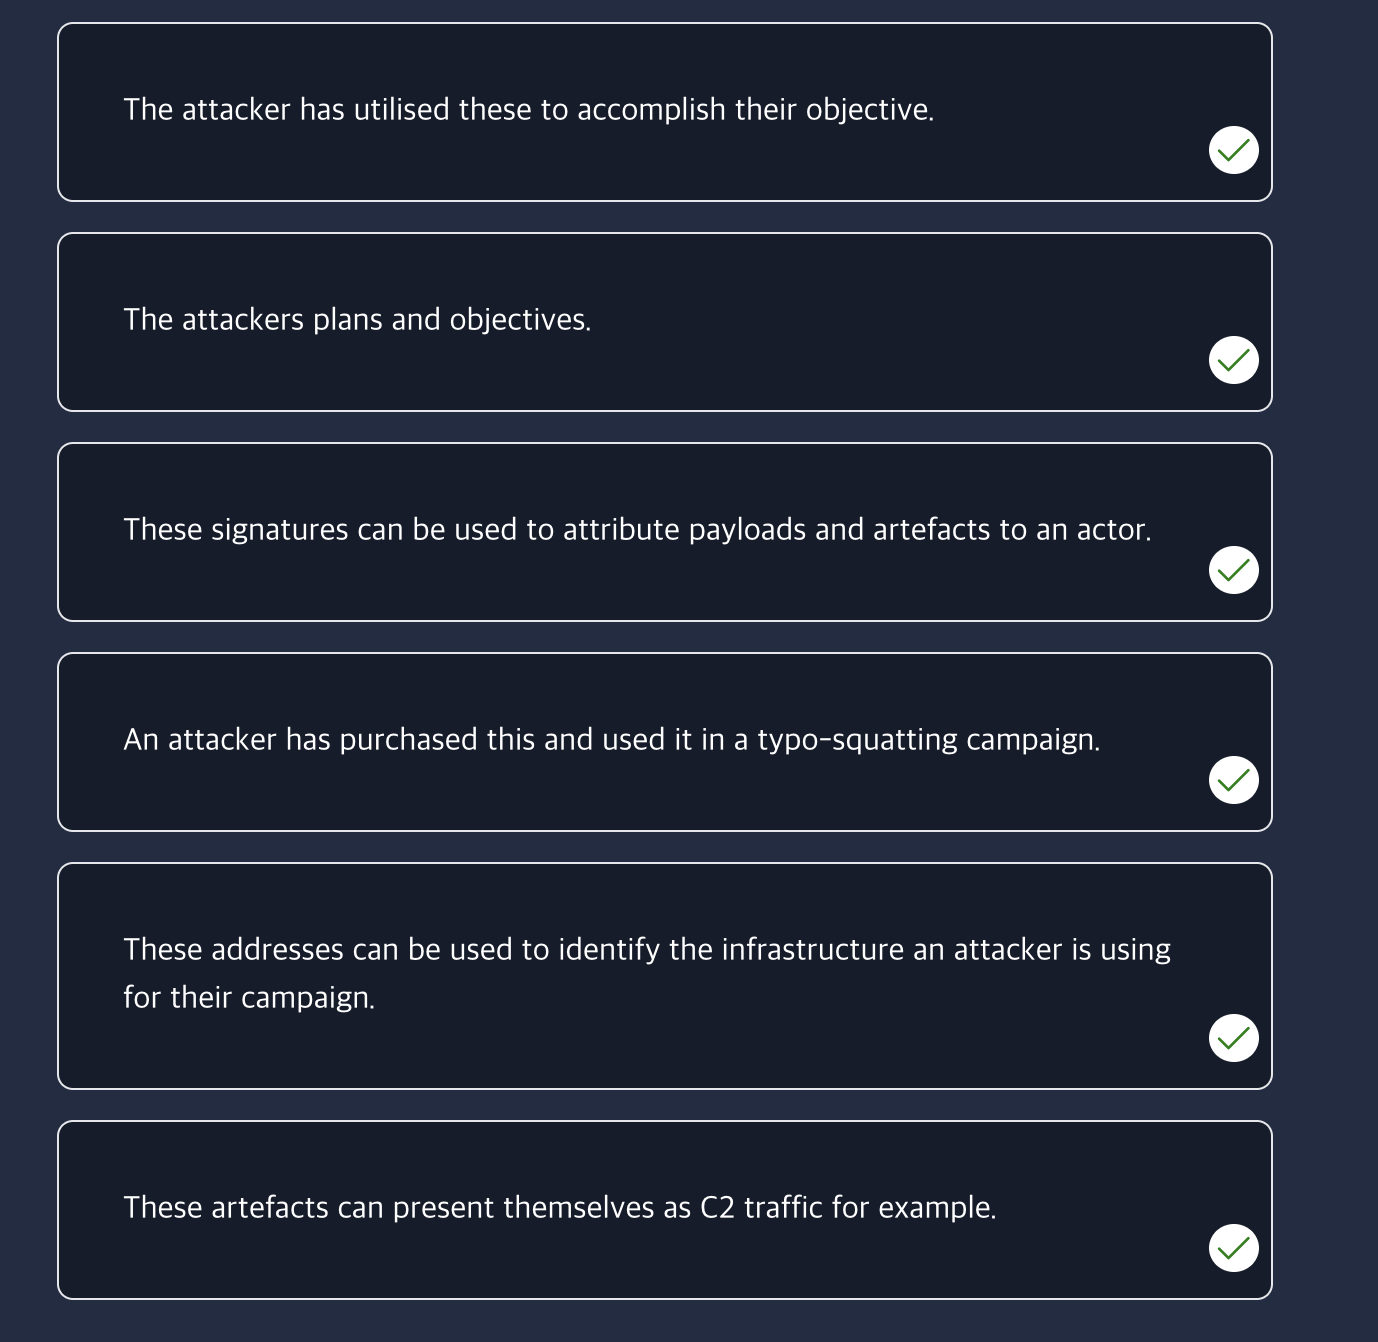 The attacker has utilised these to accomplish their objective.
The attackers plans and objectives.
These signatures can be used to attribute payloads and artefacts to an actor.
An attacker has purchased this and used it in a typo-squatting campaign.
These addresses can be used to identify the infrastructure an attacker is using
for their campaign.
These artefacts can present themselves as C2 traffic for example.